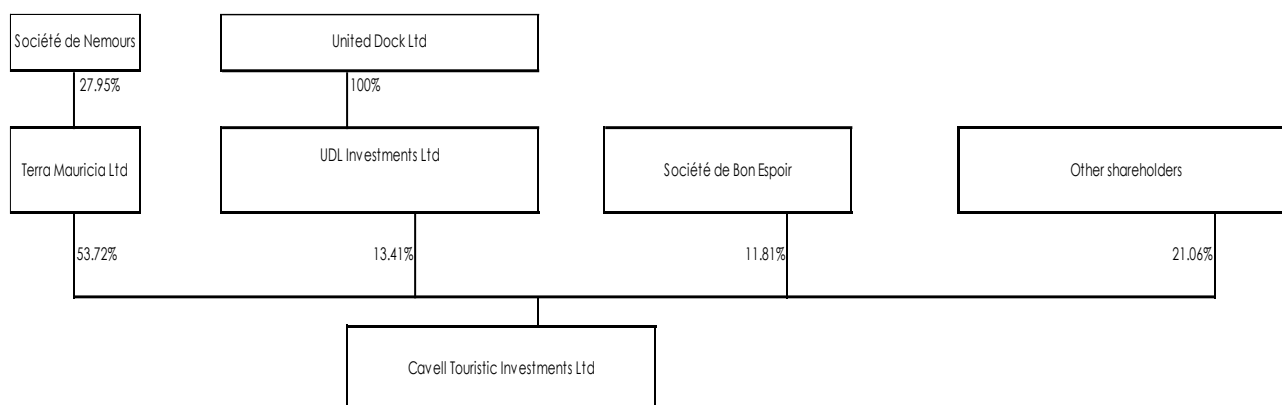 Société de Nemours
United Dock Ltd
27.95%
100%
Terra Mauricia Ltd
UDL Investments Ltd
Société de Bon Espoir
Other shareholders
53.72%
13.41%
11.81%
21.06%
Cavell Touristic Investments Ltd